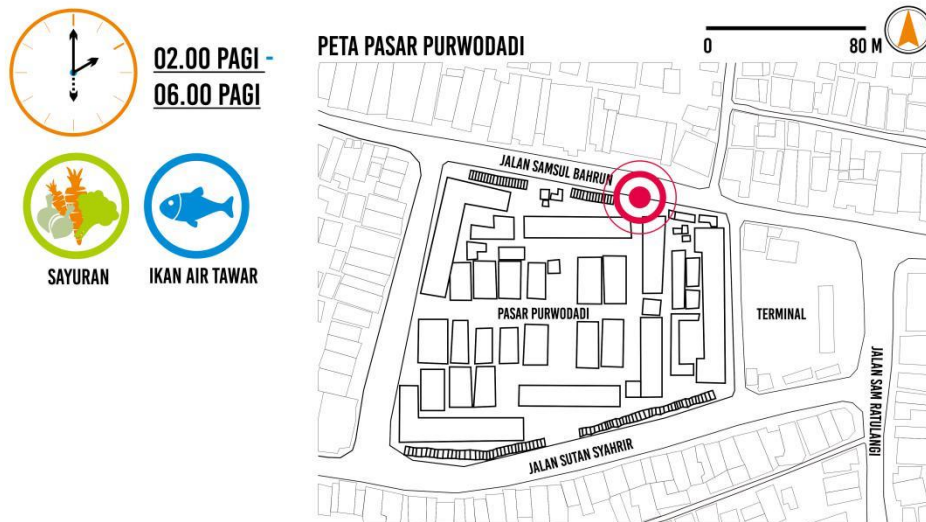 02.00 PAGI -
06.00 PAGI
SAYURAN
IKAN AIR TAWAR
PETA PASAR PURWODADI
0
80 M
JALAN SAMSUL BAHRUN
PASAR PURWODADI
TERMINAL
JALAN SAM RATULANGI
JALAN SUTAN SYAHRIR